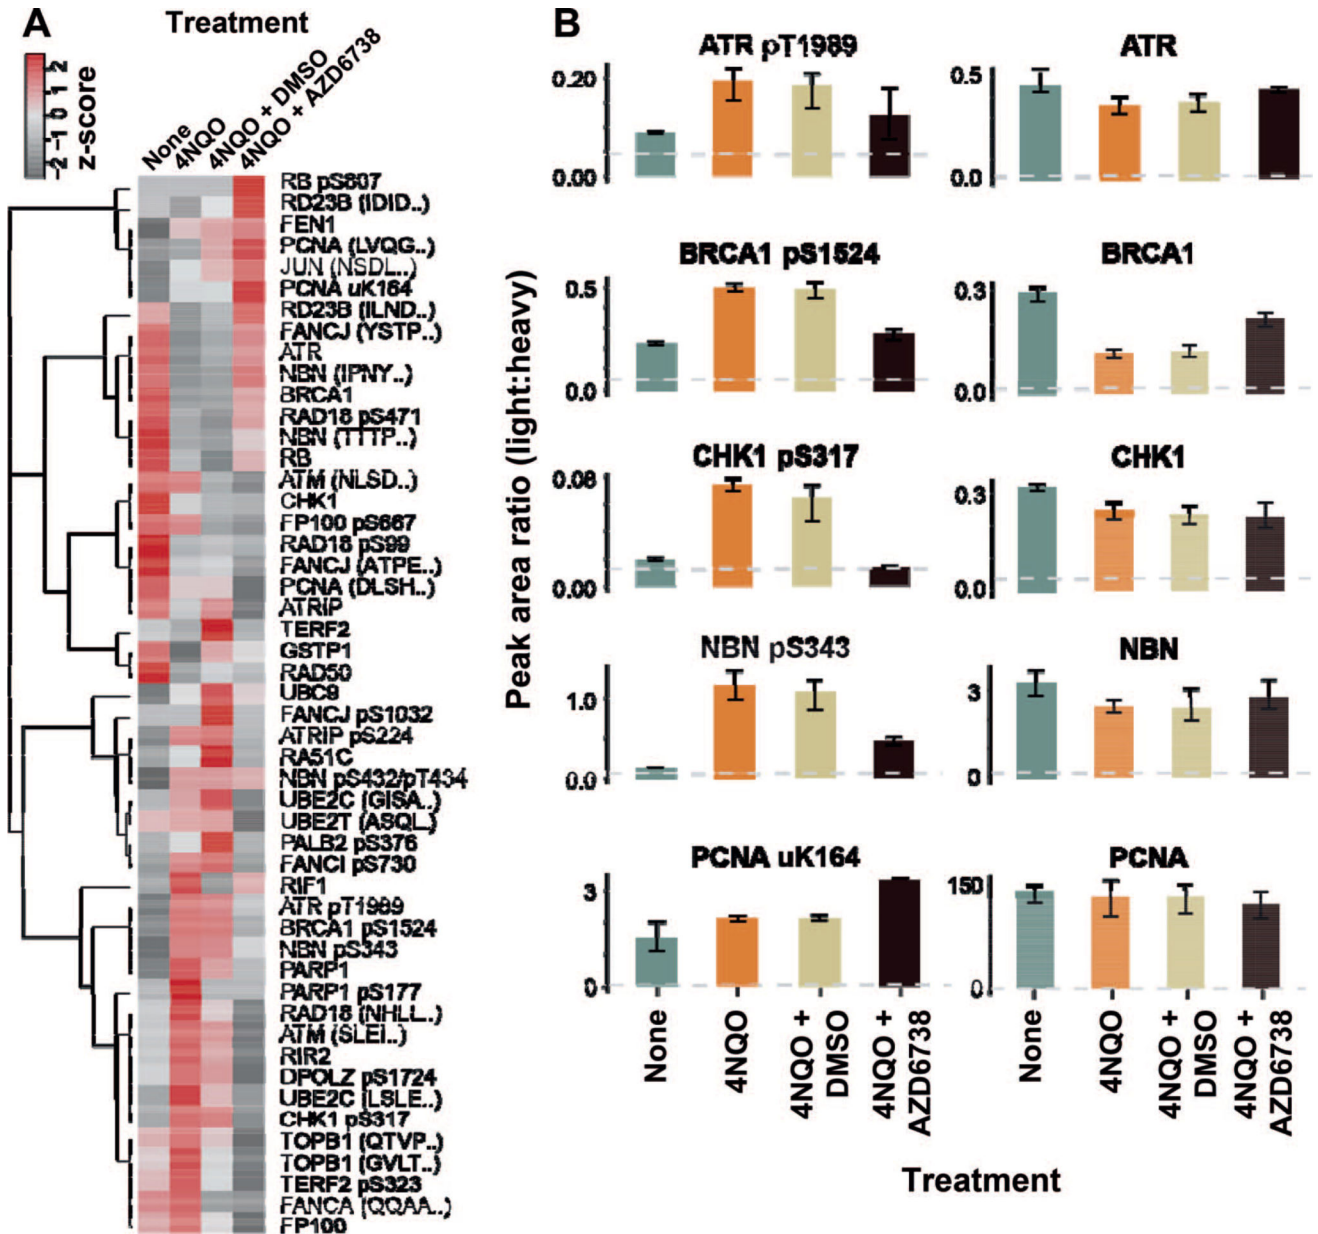 A
Treatment
2
1
0
-1
-2
z-score
None
4NQO
4NQO + DMSO
4NQO + AZD6738
RB pS807
RD23B (IDID..)
FEN1
PCNA (LVQG..)
JUN (NSDL..)
PCNA uK164
RD23B (ILND..)
FANCJ (YSTP..)
ATR
NBN (IPNY..)
BRCA1
RAD18 pS471
NBN (TTTP..)
RB
ATM (NLSD..)
CHK1
FP100 pS667
RAD18 pS99
FANCJ (ATPE..)
PCNA (DLSH..)
ATRIP
TERF2
GSTP1
RAD50
UBC9
FANCJ pS1032
ATRIP pS224
RA51C
NBN pS432/pT434
UBE2C (GISA..)
UBE2T (ASQL)
PALB2 pS376
FANCI pS730
RIF1
ATR pT1989
BRCA1 pS1524
NBN pS343
PARP1
PARP1 pS177
RAD18 (NHLL..)
ATM (SLEI..)
RIR2
DPOLZ pS1724
UBE2C (LSLE..)
CHK1 pS317
TOPB1 (QTVP..)
TOPB1 (GVLT..)
TERF2 pS323
FANCA (QQAA..)
FP100
B
Peak area ratio (light:heavy)
ATR pT1989
0.20
0.00
ATR
0.5
0.0
BRCA1 pS1524
0.5
0.0
BRCA1
0.3
0.0
CHK1 pS317
0.08
0.00
CHK1
0.3
0.0
NBN pS343
1.0
0.0
NBN
3
0
PCNA uK164
3
0
PCNA
150
0
None
4NQO
4NQO +
DMSO
4NQO +
AZD6738
None
4NQO
4NQO +
DMSO
4NQO +
AZD6738
Treatment